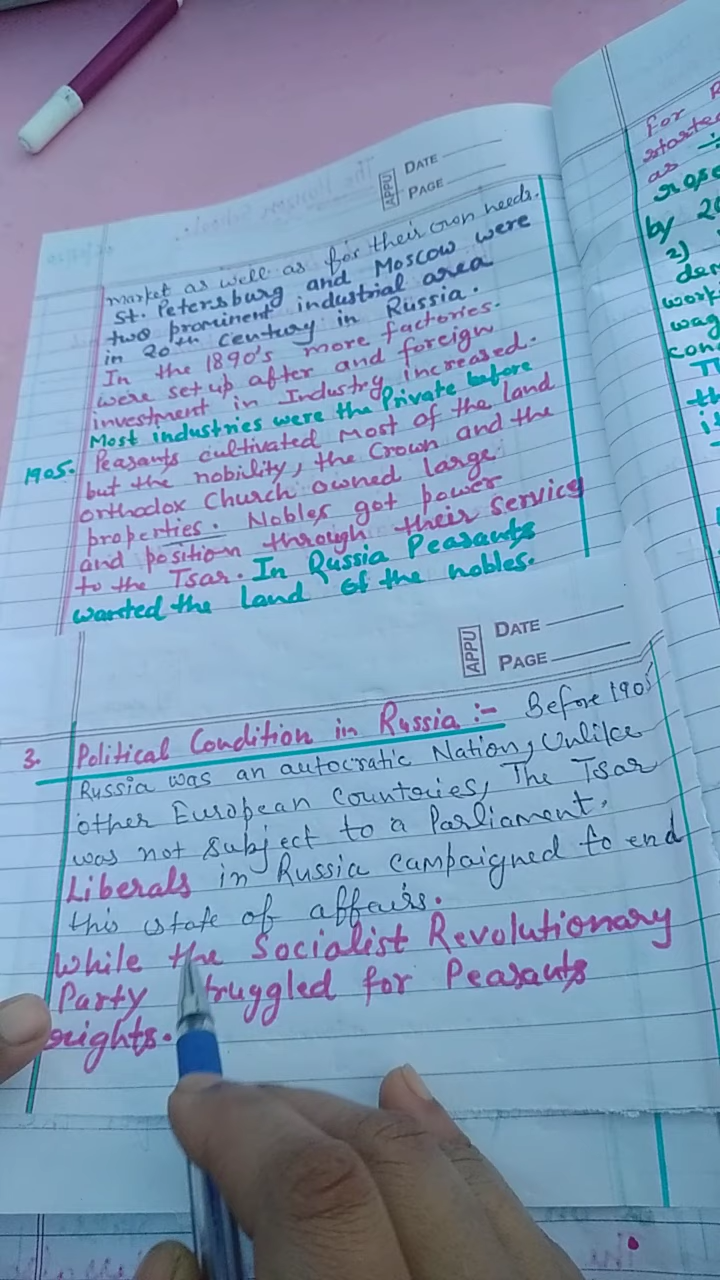 APPU
DATE
PAGE
market as well as for their own needs.
St. Petersburg and Moscow were
two prominent industrial area
in 20th century in Russia.
In the 1890's more factories.
were set up after and foreign
investment in Industry increased.
Most industries were the Private before
1905. Peasants cultivated most of the land
but the nobility, the Crown and the
orthodox Church owned large
properties. Nobles got power
and position through their service
to the Tsar. In Russia Peasants
wanted the land of the nobles.
APPU
DATE
PAGE
3. Political Condition in Russia :- Before 1905
Russia was an autocratic Nation, Unlike
other European Countries, The Tsar
was not subject to a Parliament.
Liberals in Russia campaigned to end
this state of affairs.
While the Socialist Revolutionary
Party truggled for Peasants
rights.
For
started
as
rose
by 20
2)
work
wag
con
th
it